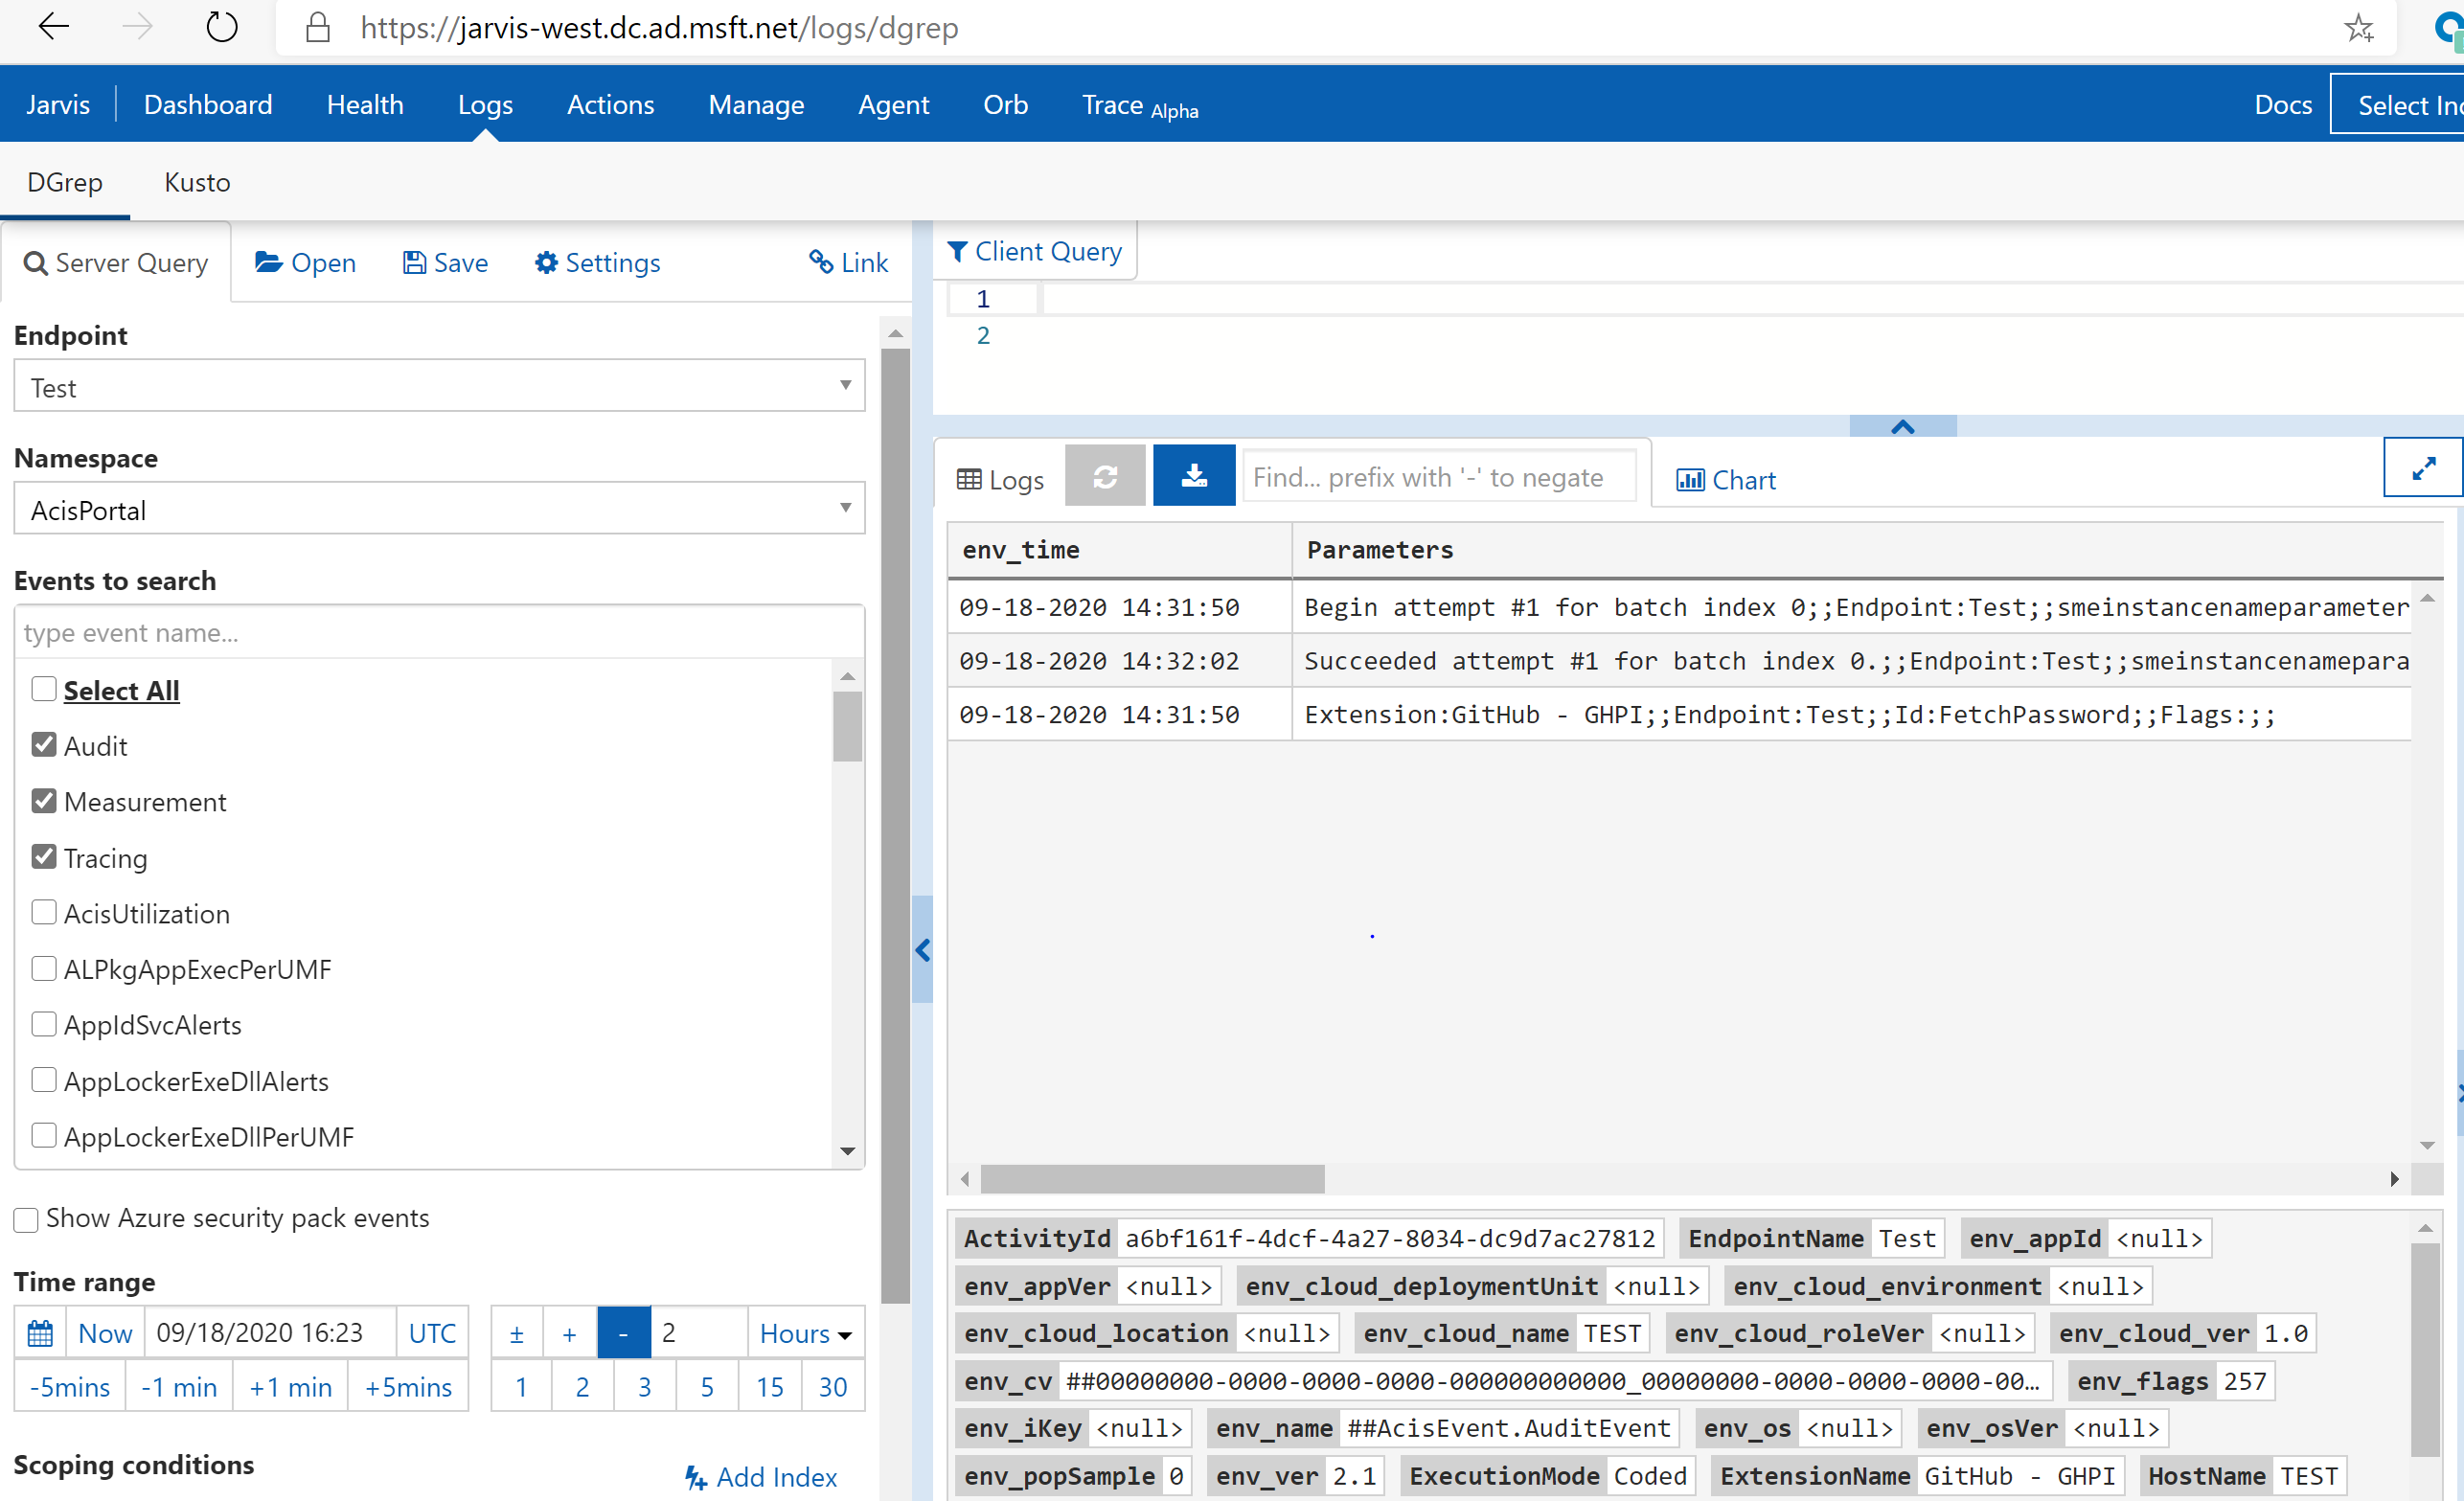 https://jarvis-west.dc.ad.msft.net/logs/dgrep
Jarvis Dashboard Health Logs Actions Manage Agent Orb Trace Alpha Docs Select Inc
DGrep Kusto
Server Query Open Save Settings Link
Endpoint
Test
Namespace
AcisPortal
Events to search
type event name...
Select All
Audit
Measurement
Tracing
AcisUtilization
ALPkgAppExecPerUMF
AppIdSvcAlerts
AppLockerExeDllAlerts
AppLockerExeDllPerUMF
Show Azure security pack events
Time range
Now 09/18/2020 16:23 UTC ± + - 2 Hours
-5mins -1 min +1 min +5mins 1 2 3 5 15 30
Scoping conditions
Add Index
Client Query
1
2
Logs Find... prefix with '-' to negate Chart
env_time Parameters
09-18-2020 14:31:50 Begin attempt #1 for batch index 0;;Endpoint:Test;;smeinstancenameparameter
09-18-2020 14:32:02 Succeeded attempt #1 for batch index 0.;;Endpoint:Test;;smeinstancenamepara
09-18-2020 14:31:50 Extension:GitHub - GHPI;;Endpoint:Test;;Id:FetchPassword;;Flags:;;
ActivityId a6bf161f-4dcf-4a27-8034-dc9d7ac27812 EndpointName Test env_appId <null>
env_appVer <null> env_cloud_deploymentUnit <null> env_cloud_environment <null>
env_cloud_location <null> env_cloud_name TEST env_cloud_roleVer <null> env_cloud_ver 1.0
env_cv ##00000000-0000-0000-0000-000000000000_00000000-0000-0000-0000-00… env_flags 257
env_iKey <null> env_name ##AcisEvent.AuditEvent env_os <null> env_osVer <null>
env_popSample 0 env_ver 2.1 ExecutionMode Coded ExtensionName GitHub - GHPI HostName TEST